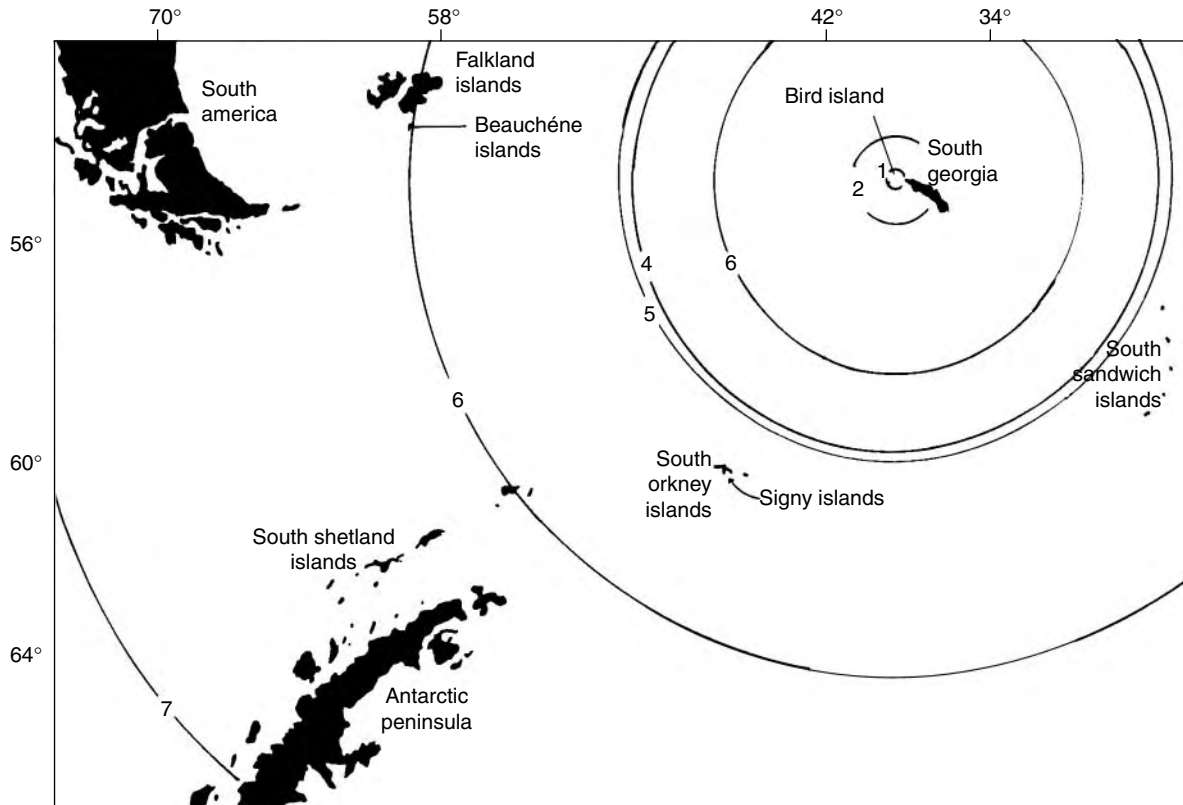 70°
58°
42°
34°
Falkland
islands
South
america
Bird island
Beauchéne
islands
South
georgia
1
2
56°
4
6
5
South
sandwich
islands
6
60°
South
orkney
islands
Signy islands
South shetland
islands
64°
Antarctic
peninsula
7